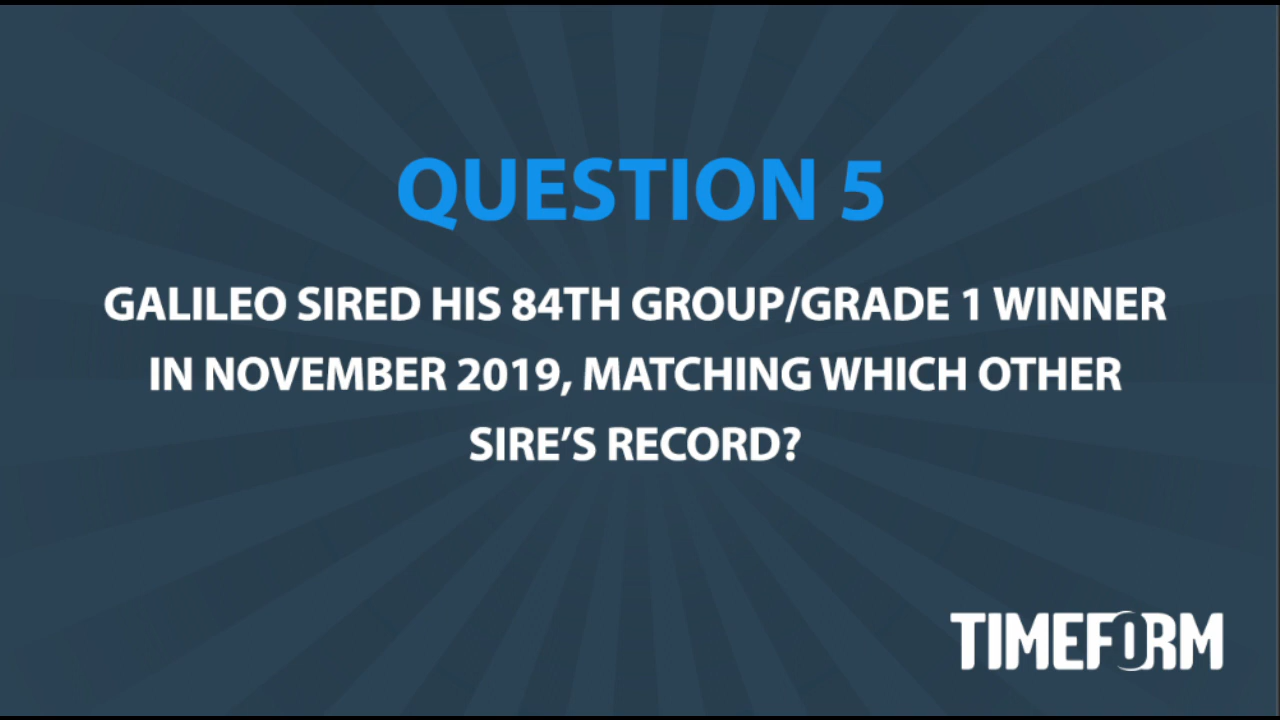 QUESTION 5
GALILEO SIRED HIS 84TH GROUP/GRADE 1 WINNER
IN NOVEMBER 2019, MATCHING WHICH OTHER
SIRE’S RECORD?
TIMEFORM